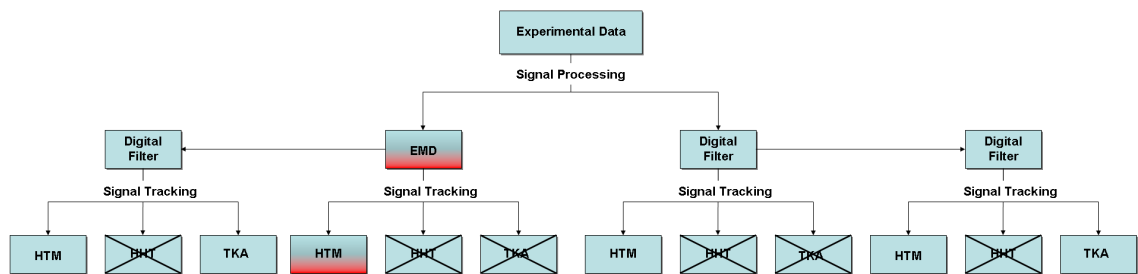 Experimental Data
Signal Processing
Digital
Filter
EMD
Digital
Filter
Digital
Filter
Signal Tracking
Signal Tracking
Signal Tracking
Signal Tracking
HTM
HHT
TKA
HTM
HHT
TKA
HTM
HHT
TKA
HTM
HHT
TKA